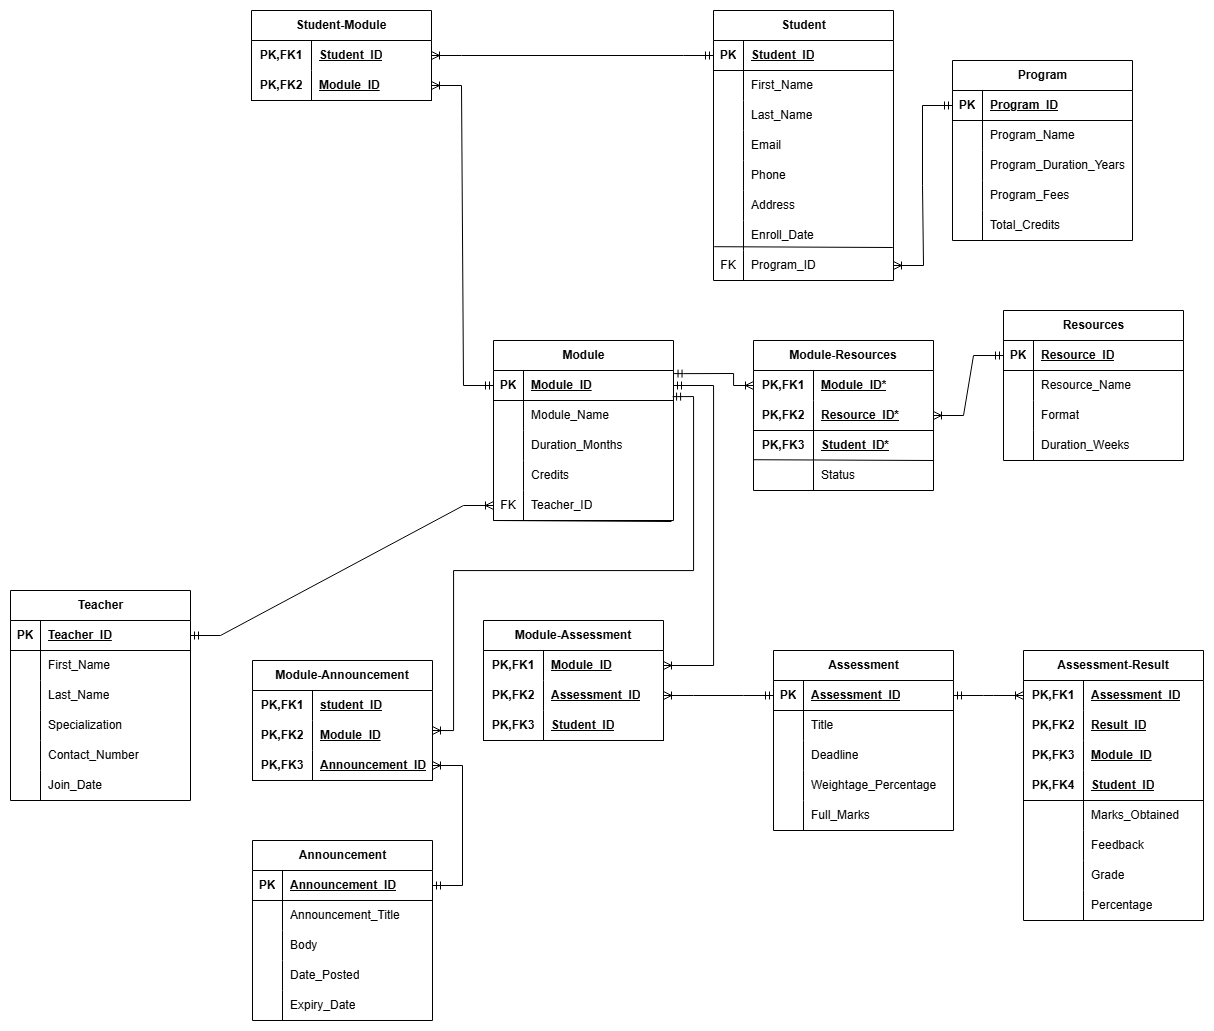 Student-Module
PK,FK1 Student_ID
PK,FK2 Module_ID
Student
PK Student_ID
First_Name
Last_Name
Email
Phone
Address
Enroll_Date
FK Program_ID
Program
PK Program_ID
Program_Name
Program_Duration_Years
Program_Fees
Total_Credits
Module
PK Module_ID
Module_Name
Duration_Months
Credits
FK Teacher_ID
Module-Resources
PK,FK1 Module_ID*
PK,FK2 Resource_ID*
PK,FK3 Student_ID*
Status
Resources
PK Resource_ID
Resource_Name
Format
Duration_Weeks
Teacher
PK Teacher_ID
First_Name
Last_Name
Specialization
Contact_Number
Join_Date
Module-Announcement
PK,FK1 student_ID
PK,FK2 Module_ID
PK,FK3 Announcement_ID
Module-Assessment
PK,FK1 Module_ID
PK,FK2 Assessment_ID
PK,FK3 Student_ID
Assessment
PK Assessment_ID
Title
Deadline
Weightage_Percentage
Full_Marks
Assessment-Result
PK,FK1 Assessment_ID
PK,FK2 Result_ID
PK,FK3 Module_ID
PK,FK4 Student_ID
Marks_Obtained
Feedback
Grade
Percentage
Announcement
PK Announcement_ID
Announcement_Title
Body
Date_Posted
Expiry_Date